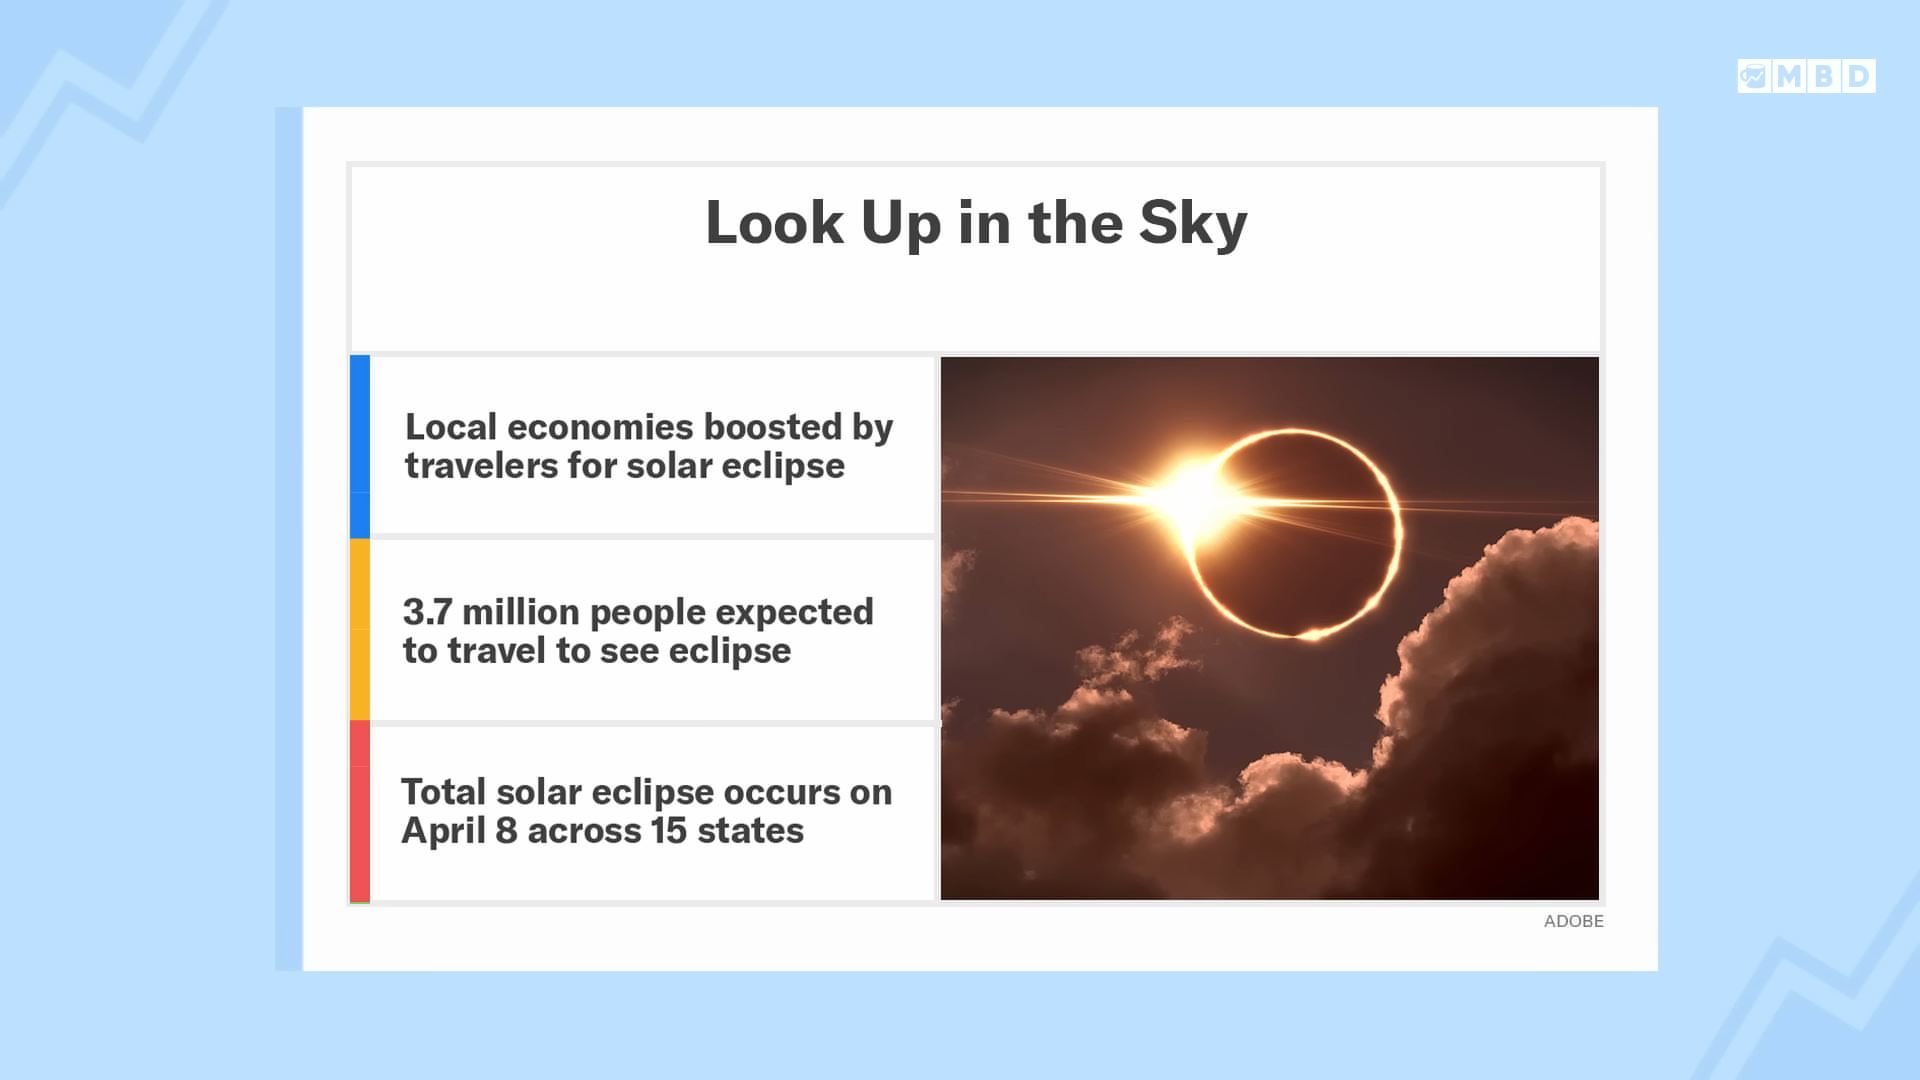 MBD
Look Up in the Sky
Local economies boosted by
travelers for solar eclipse
3.7 million people expected
to travel to see eclipse
Total solar eclipse occurs on
April 8 across 15 states
ADOBE